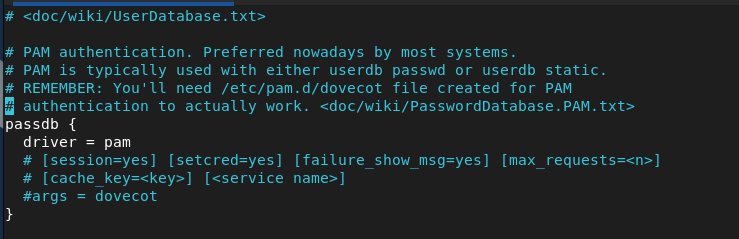 # <doc/wiki/UserDatabase.txt>
# PAM authentication. Preferred nowadays by most systems.
# PAM is typically used with either userdb passwd or userdb static.
# REMEMBER: You'll need /etc/pam.d/dovecot file created for PAM
# authentication to actually work. <doc/wiki/PasswordDatabase.PAM.txt>
passdb {
  driver = pam
  # [session=yes] [setcred=yes] [failure_show_msg=yes] [max_requests=<n>]
  # [cache_key=<key>] [<service name>]
  #args = dovecot
}